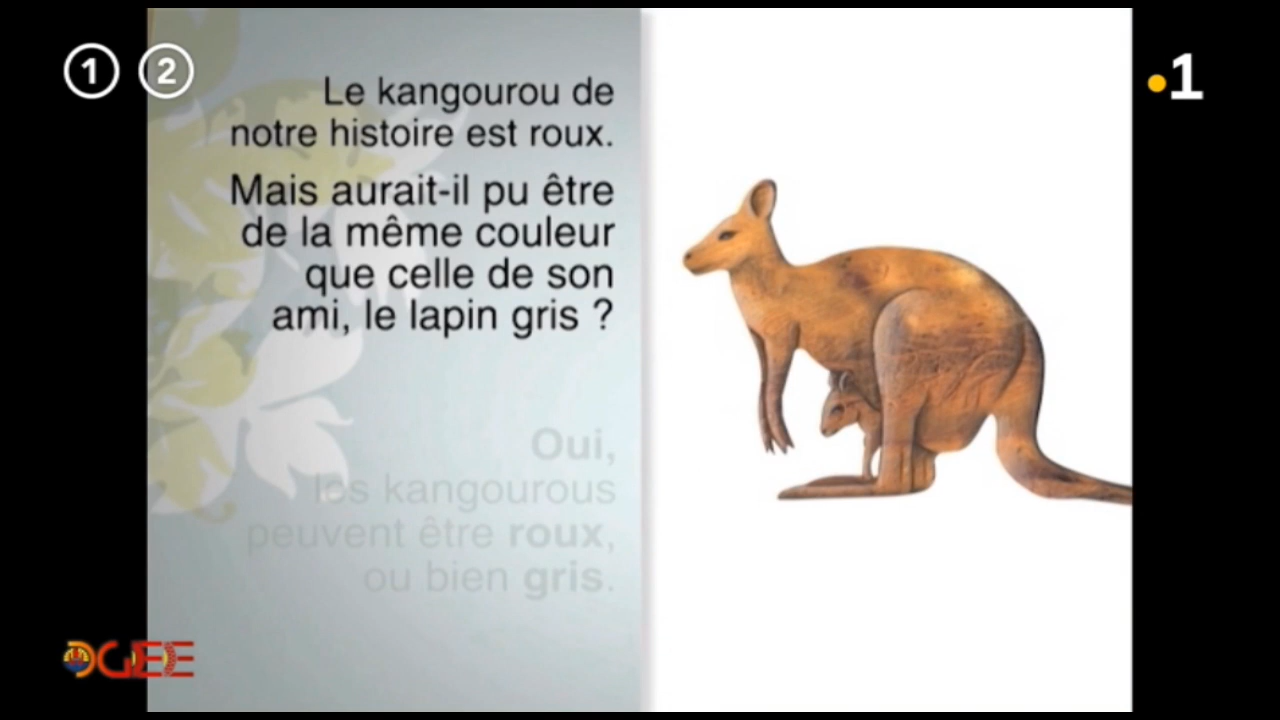 1 2
Le kangourou de
notre histoire est roux.
Mais aurait-il pu être
de la même couleur
que celle de son
ami, le lapin gris ?
Oui,
les kangourous
peuvent être roux,
ou bien gris.
1
DGEE